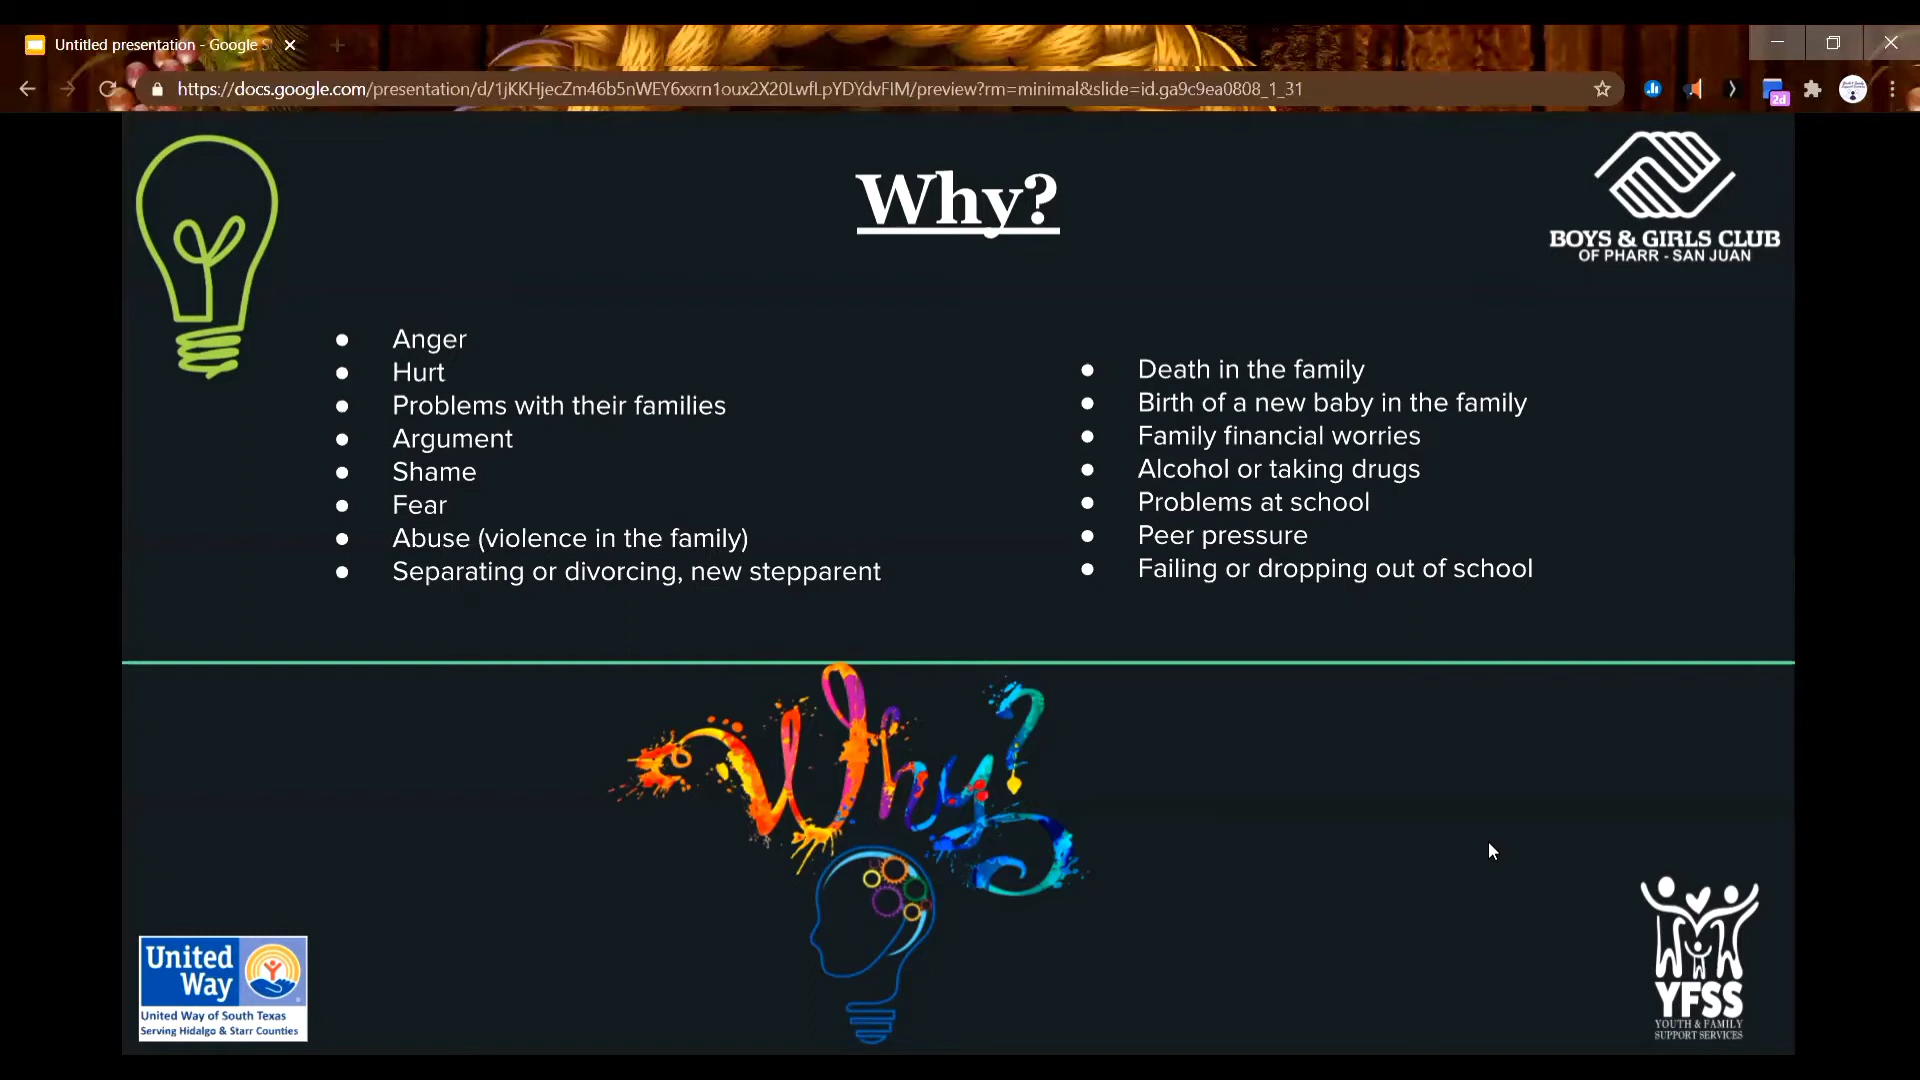 Untitled presentation - Google S
https://docs.google.com/presentation/d/1jKKHjecZm46b5nWEY6xxrn1oux2X20LwfLpYDYdvFIM/preview?rm=minimal&slide=id.ga9c9ea0808_1_31
2d
Why?
BOYS & GIRLS CLUB
OF PHARR - SAN JUAN
● Anger
● Hurt
● Problems with their families
● Argument
● Shame
● Fear
● Abuse (violence in the family)
● Separating or divorcing, new stepparent
● Death in the family
● Birth of a new baby in the family
● Family financial worries
● Alcohol or taking drugs
● Problems at school
● Peer pressure
● Failing or dropping out of school
Why?
United
Way
United Way of South Texas
Serving Hidalgo & Starr Counties
YFSS
YOUTH & FAMILY
SUPPORT SERVICES